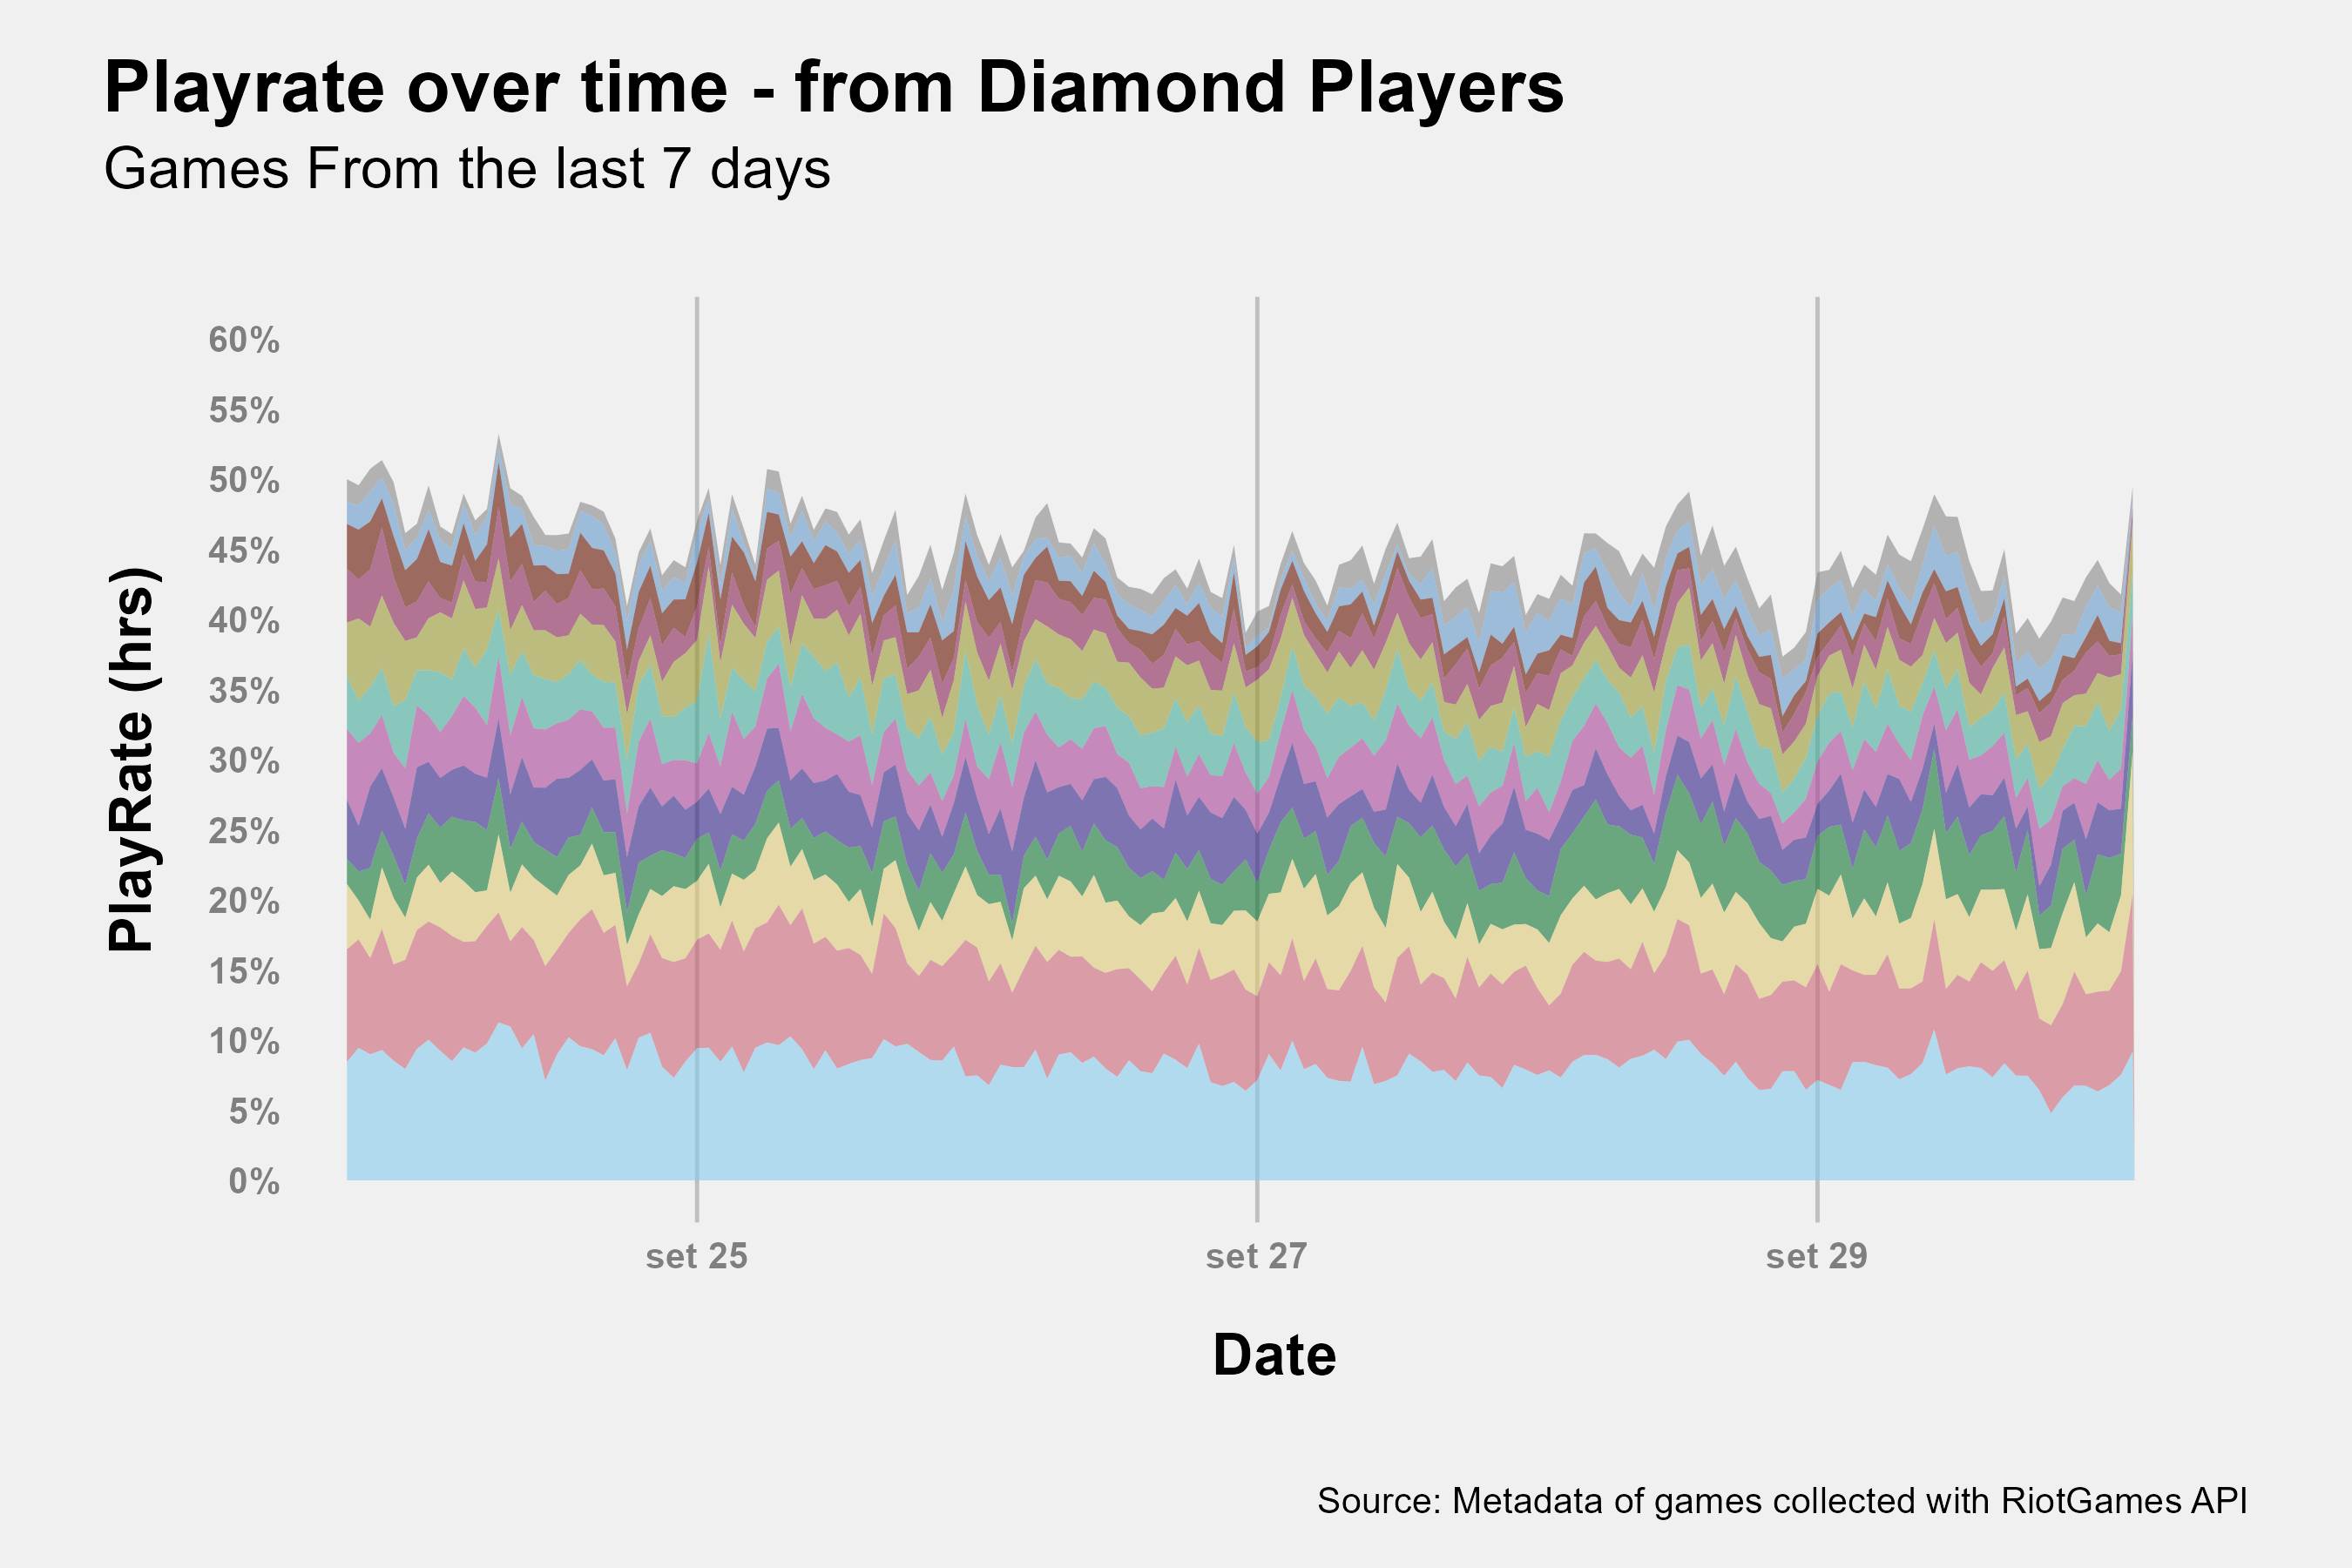 Playrate over time - from Diamond Players
Games From the last 7 days
PlayRate (hrs)
60%
55%
50%
45%
40%
35%
30%
25%
20%
15%
10%
5%
0%
set 25
set 27
set 29
Date
Source: Metadata of games collected with RiotGames API